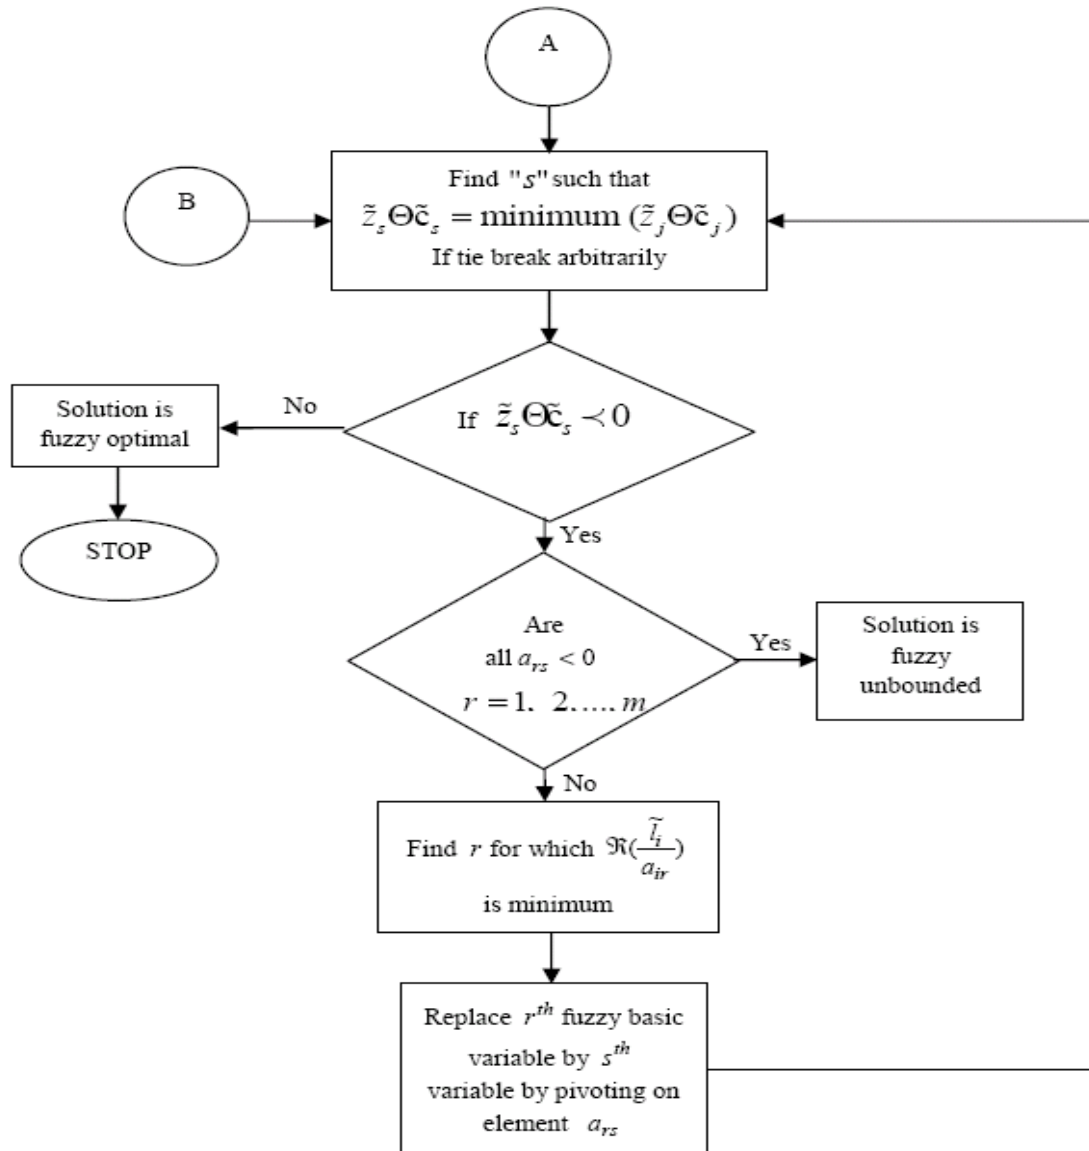 A
B
Find "s" such that
z̃ₛΘc̃ₛ = minimum (z̃ⱼΘc̃ⱼ)
If tie break arbitrarily
If z̃ₛΘc̃ₛ ≺ 0
No
Solution is
fuzzy optimal
STOP
Yes
Are
all aᵣₛ < 0
r = 1. 2. .... m
Yes
Solution is
fuzzy
unbounded
No
Find r for which ℜ(l̃ᵢ/aᵢᵣ)
is minimum
Replace rᵗʰ fuzzy basic
variable by sᵗʰ
variable by pivoting on
element aᵣₛ